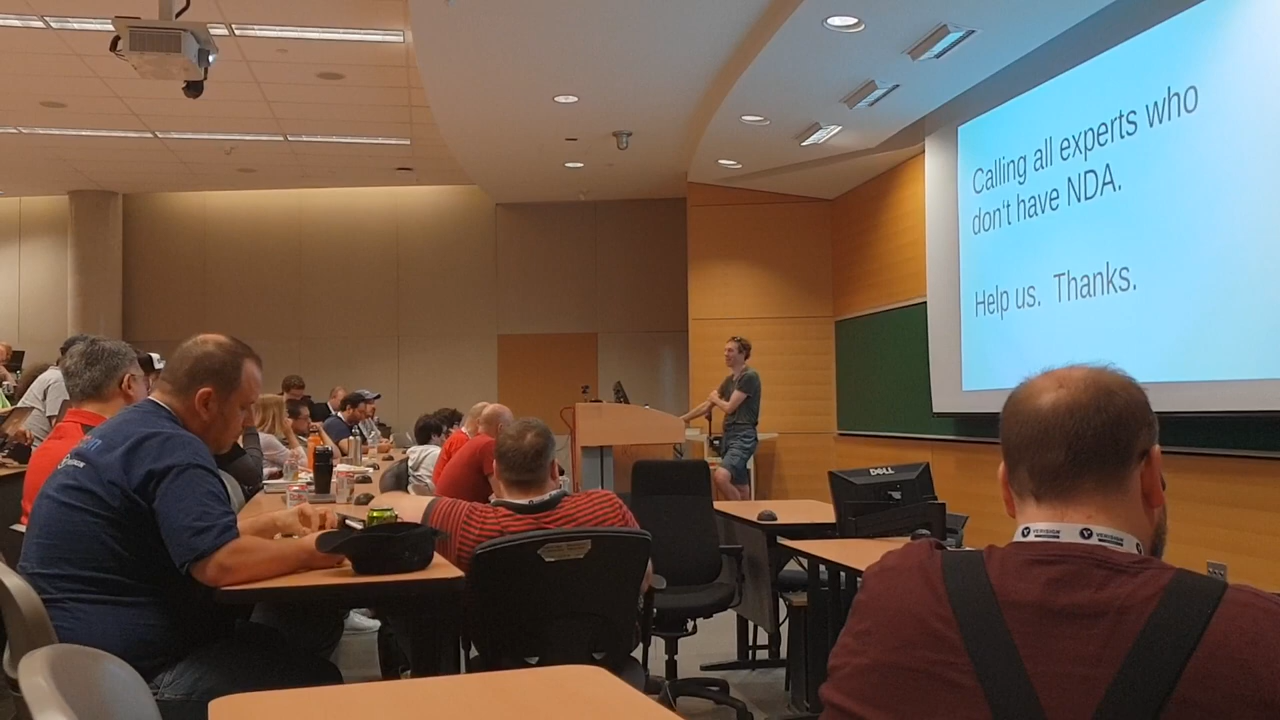 Calling all experts who
don't have NDA.
Help us.  Thanks.
DELL
VERISIGN
VERISIGN